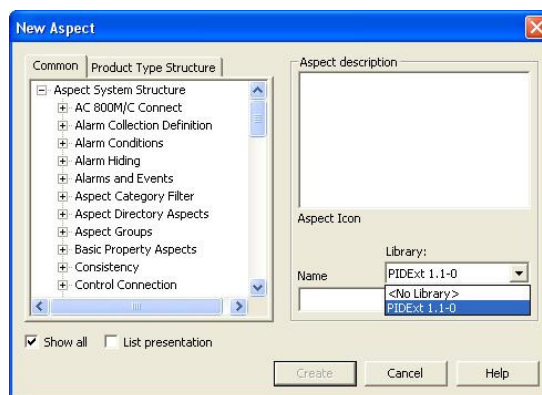 New Aspect
Common
Product Type Structure
Aspect System Structure
AC 800M/C Connect
Alarm Collection Definition
Alarm Conditions
Alarm Hiding
Alarms and Events
Aspect Category Filter
Aspect Directory Aspects
Aspect Groups
Basic Property Aspects
Consistency
Control Connection
Show all
List presentation
Aspect description
Aspect Icon
Library:
Name
PIDExt 1.1-0
<No Library>
PIDExt 1.1-0
Create
Cancel
Help